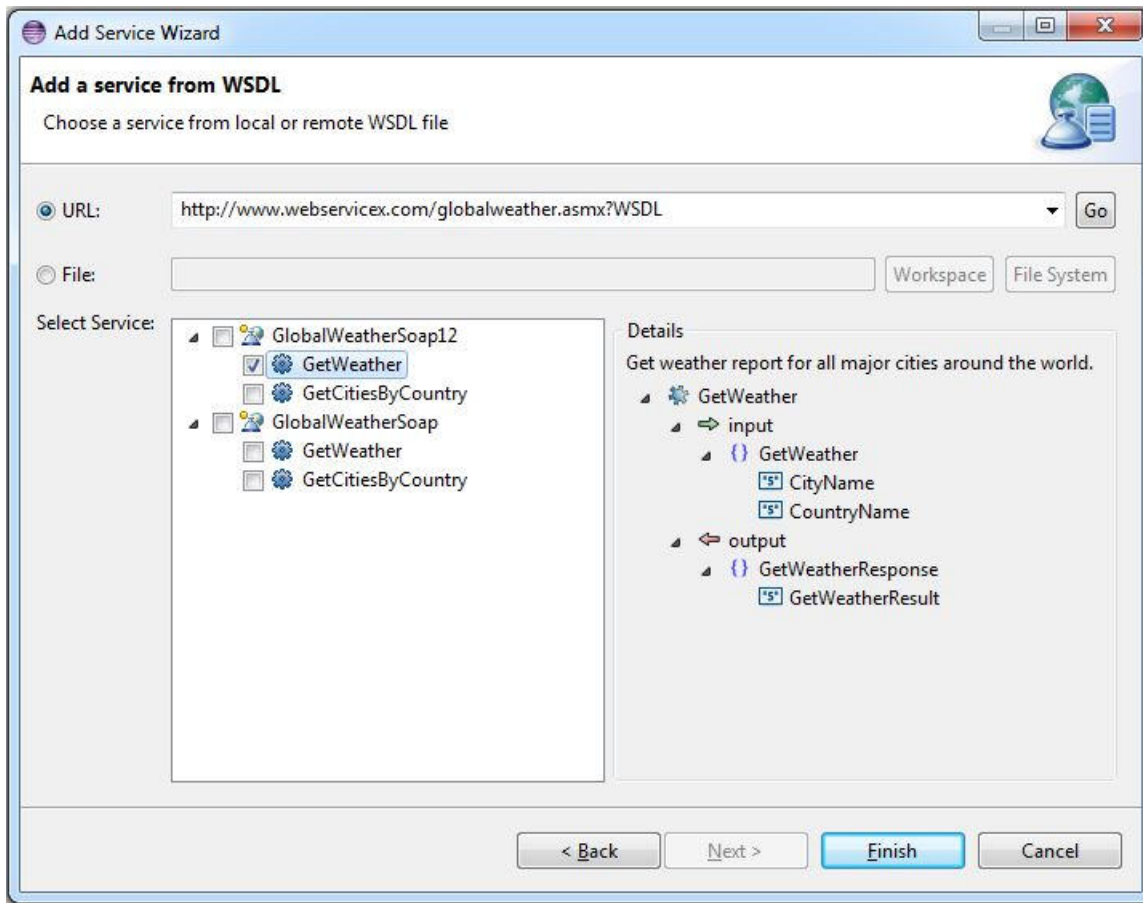 Add Service Wizard
Add a service from WSDL
Choose a service from local or remote WSDL file
URL:
http://www.webservicex.com/globalweather.asmx?WSDL
Go
File:
Workspace
File System
Select Service:
GlobalWeatherSoap12
GetWeather
GetCitiesByCountry
GlobalWeatherSoap
GetWeather
GetCitiesByCountry
Details
Get weather report for all major cities around the world.
GetWeather
input
{} GetWeather
"S" CityName
"S" CountryName
output
{} GetWeatherResponse
"S" GetWeatherResult
< Back
Next >
Finish
Cancel